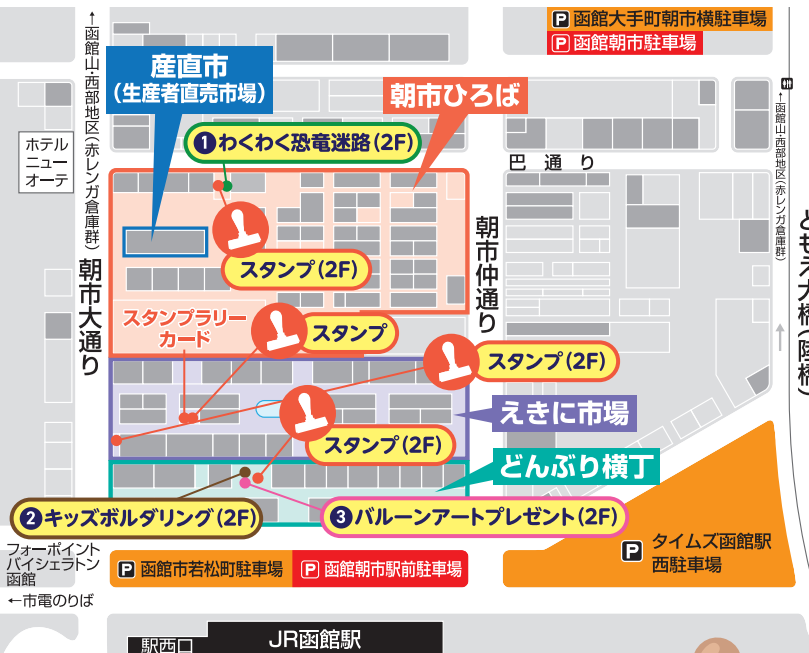 P 函館大手町朝市横駐車場
P 函館朝市駐車場
←函館山・西部地区(赤レンガ倉庫群)
産直市
(生産者直売市場)
朝市ひろば
ホテル
ニュー
オーテ
①わくわく恐竜迷路(2F)
巴通り
←函館山・西部地区(赤レンガ倉庫群)
ともえ大橋(陸橋)
スタンプ(2F)
朝市仲通り
朝市大通り
スタンプラリー
カード
スタンプ
スタンプ(2F)
えきに市場
スタンプ(2F)
どんぶり横丁
②キッズボルダリング(2F)
③バルーンアートプレゼント(2F)
フォーポイント
バイシェラトン
函館
←市電のりば
P 函館市若松町駐車場
P 函館朝市駅前駐車場
P タイムズ函館駅
西駐車場
駅西口
JR函館駅